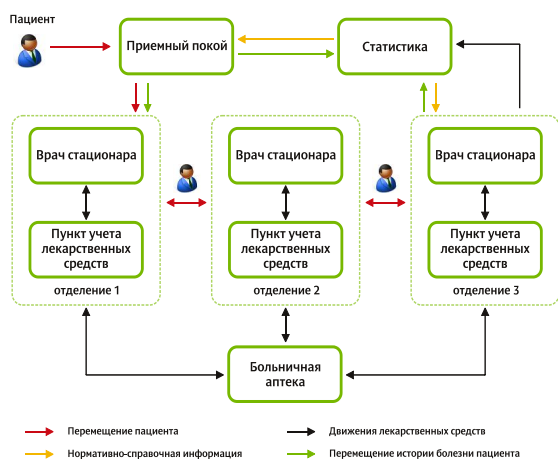 Пациент
Приемный покой
Статистика
Врач стационара
Врач стационара
Врач стационара
Пункт учета
лекарственных
средств
Пункт учета
лекарственных
средств
Пункт учета
лекарственных
средств
отделение 1
отделение 2
отделение 3
Больничная
аптека
Перемещение пациента
Движения лекарственных средств
Нормативно-справочная информация
Перемещение истории болезни пациента